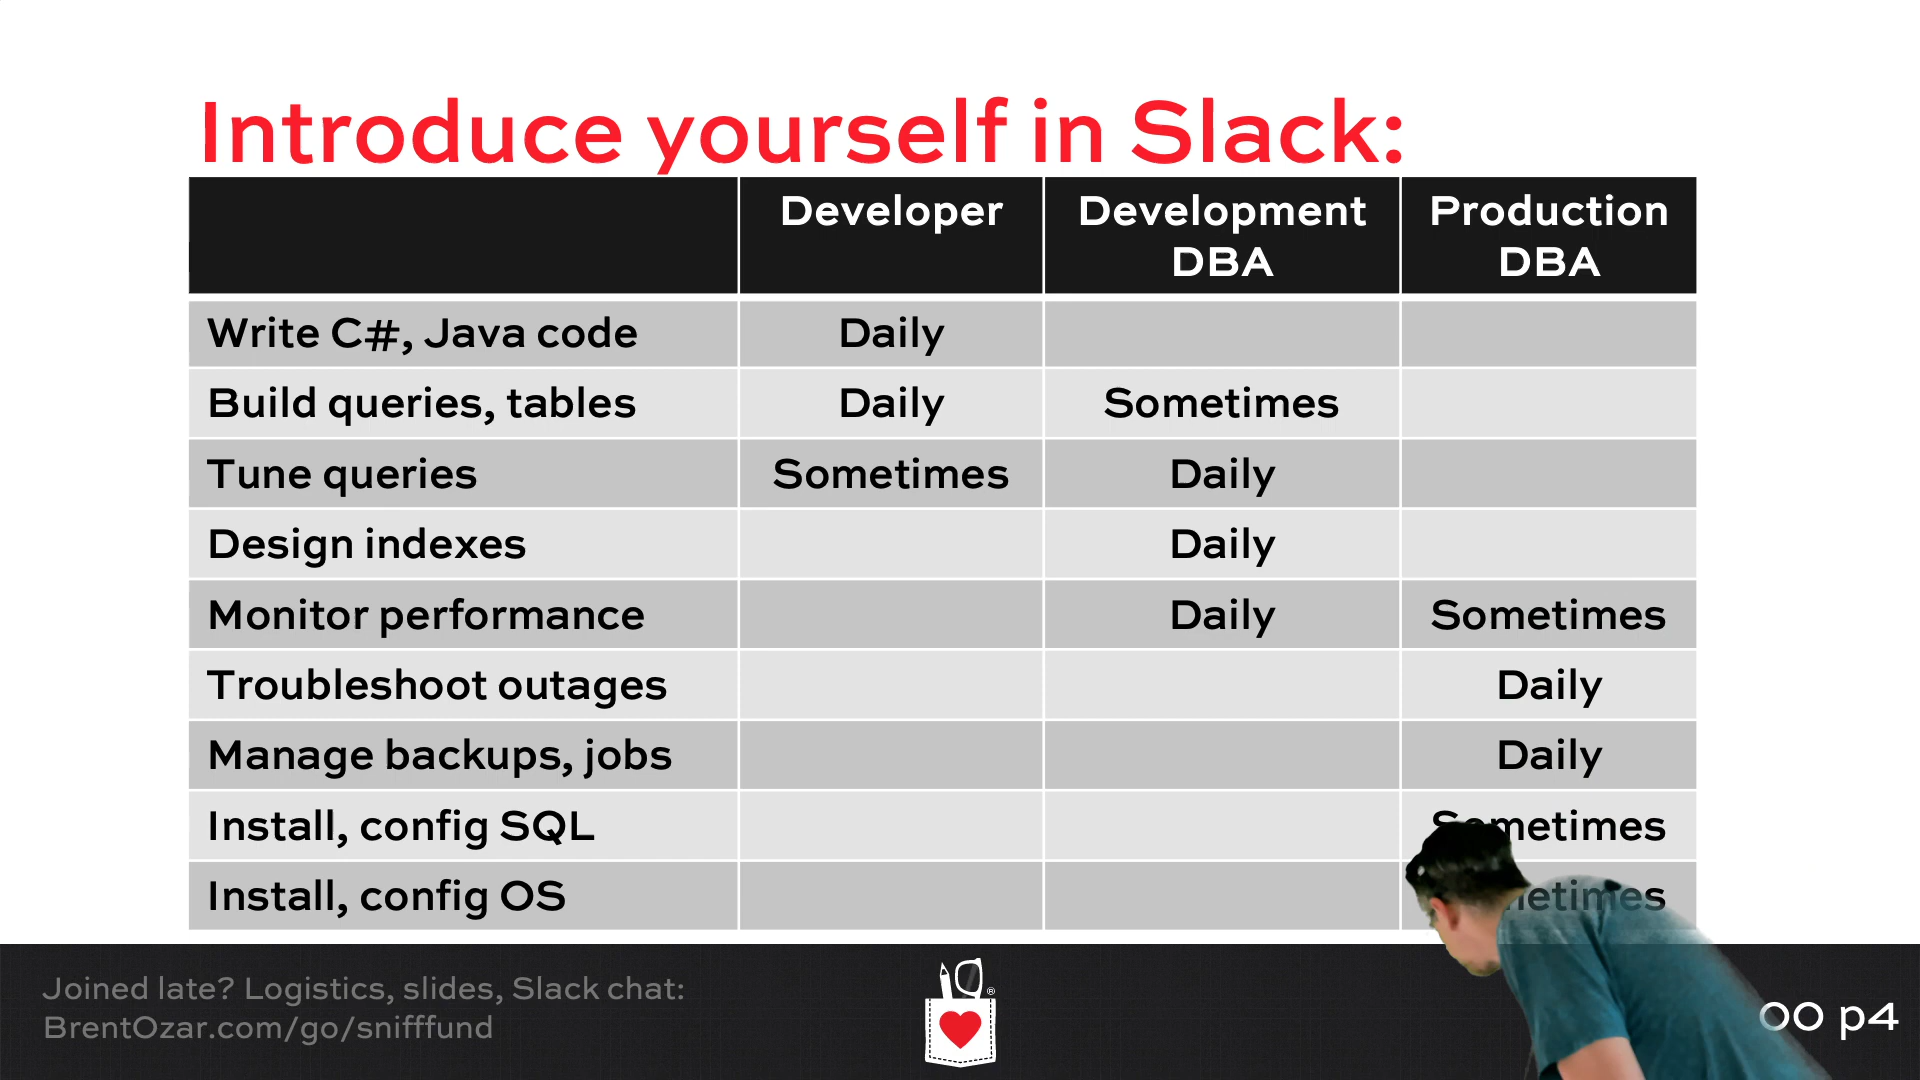 Introduce yourself in Slack:
Developer Development DBA Production DBA
Write C#, Java code Daily
Build queries, tables Daily Sometimes
Tune queries Sometimes Daily
Design indexes Daily
Monitor performance Daily Sometimes
Troubleshoot outages Daily
Manage backups, jobs Daily
Install, config SQL Sometimes
Install, config OS
Joined late? Logistics, slides, Slack chat:
BrentOzar.com/go/snifffund
®
00 p4